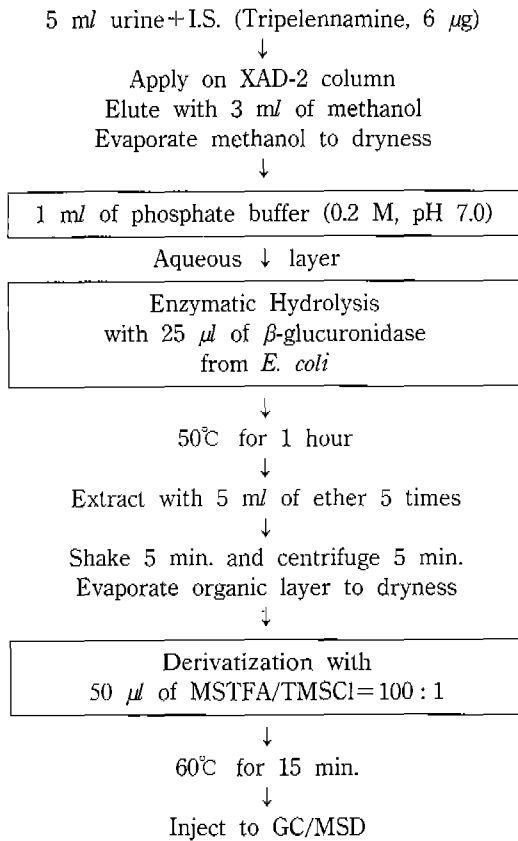 5 ml urine+I.S. (Tripelennamine, 6 μg)
↓
Apply on XAD-2 column
Elute with 3 ml of methanol
Evaporate methanol to dryness
↓
1 ml of phosphate buffer (0.2 M, pH 7.0)
Aqueous ↓ layer
Enzymatic Hydrolysis
with 25 μl of β-glucuronidase
from E. coli
↓
50℃ for 1 hour
↓
Extract with 5 ml of ether 5 times
↓
Shake 5 min. and centrifuge 5 min.
Evaporate organic layer to dryness
↓
Derivatization with
50 μl of MSTFA/TMSCl=100 : 1
↓
60℃ for 15 min.
↓
Inject to GC/MSD